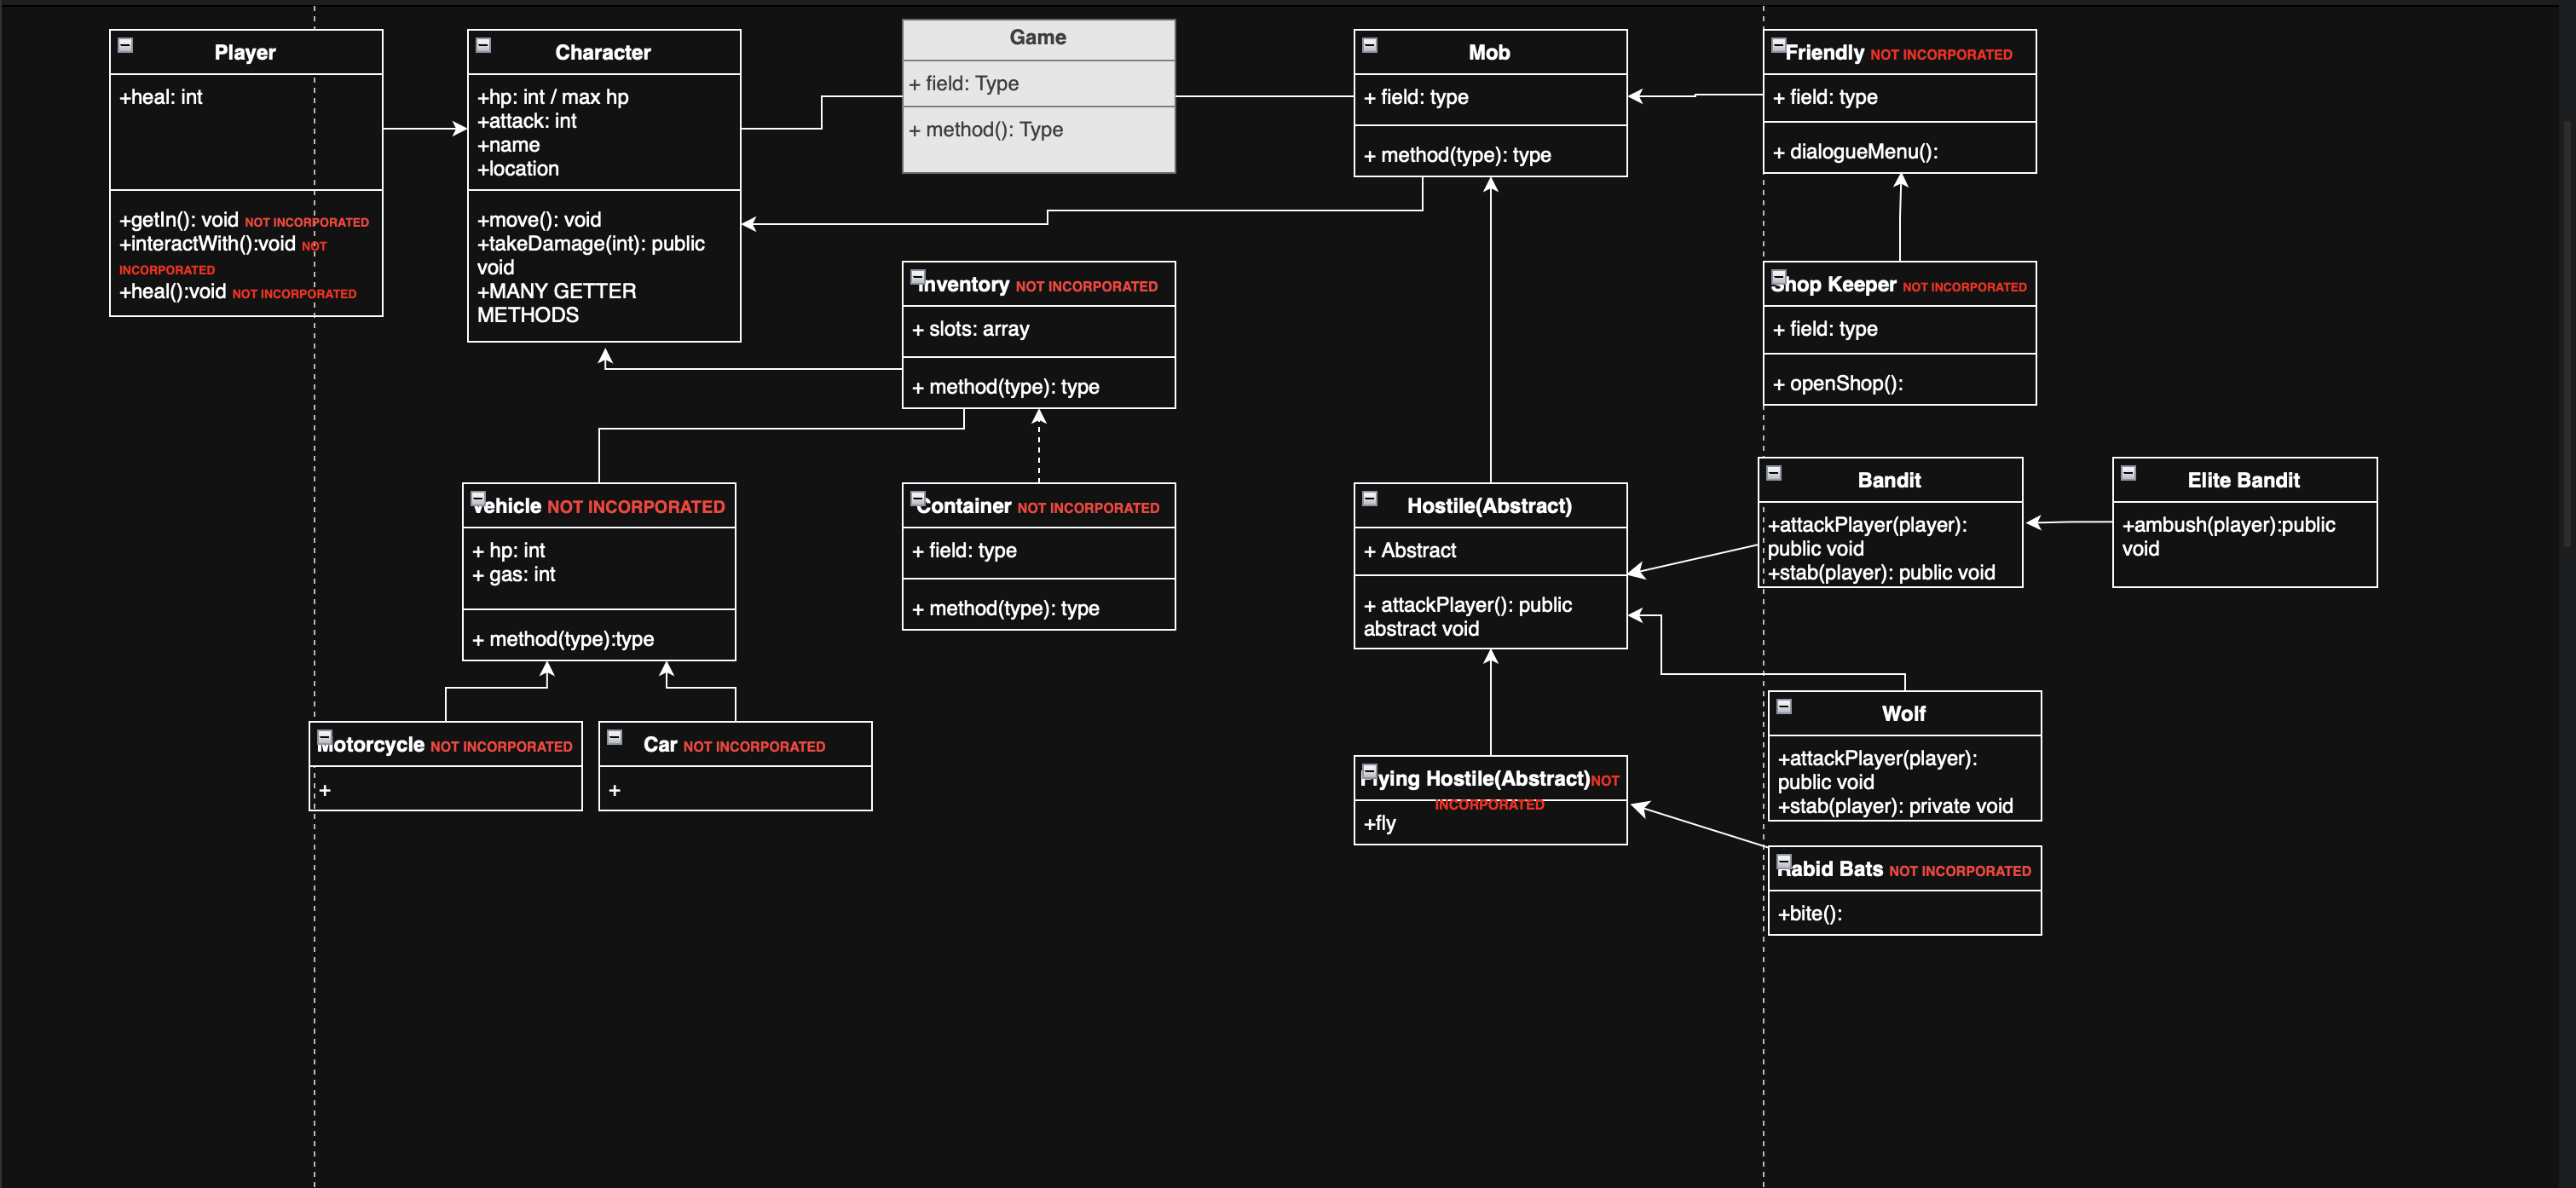 Player
+heal: int
+getIn(): void NOT INCORPORATED
+interactWith():void NOT
INCORPORATED
+heal():void NOT INCORPORATED
Character
+hp: int / max hp
+attack: int
+name
+location
+move(): void
+takeDamage(int): public
void
+MANY GETTER
METHODS
Game
+ field: Type
+ method(): Type
Mob
+ field: type
+ method(type): type
Friendly NOT INCORPORATED
+ field: type
+ dialogueMenu():
Inventory NOT INCORPORATED
+ slots: array
+ method(type): type
Shop Keeper NOT INCORPORATED
+ field: type
+ openShop():
Vehicle NOT INCORPORATED
+ hp: int
+ gas: int
+ method(type):type
Container NOT INCORPORATED
+ field: type
+ method(type): type
Hostile(Abstract)
+ Abstract
+ attackPlayer(): public
abstract void
Bandit
+attackPlayer(player):
public void
+stab(player): public void
Elite Bandit
+ambush(player):public
void
Motorcycle NOT INCORPORATED
+
Car NOT INCORPORATED
+
Flying Hostile(Abstract)NOT
INCORPORATED
+fly
Wolf
+attackPlayer(player):
public void
+stab(player): private void
Rabid Bats NOT INCORPORATED
+bite():